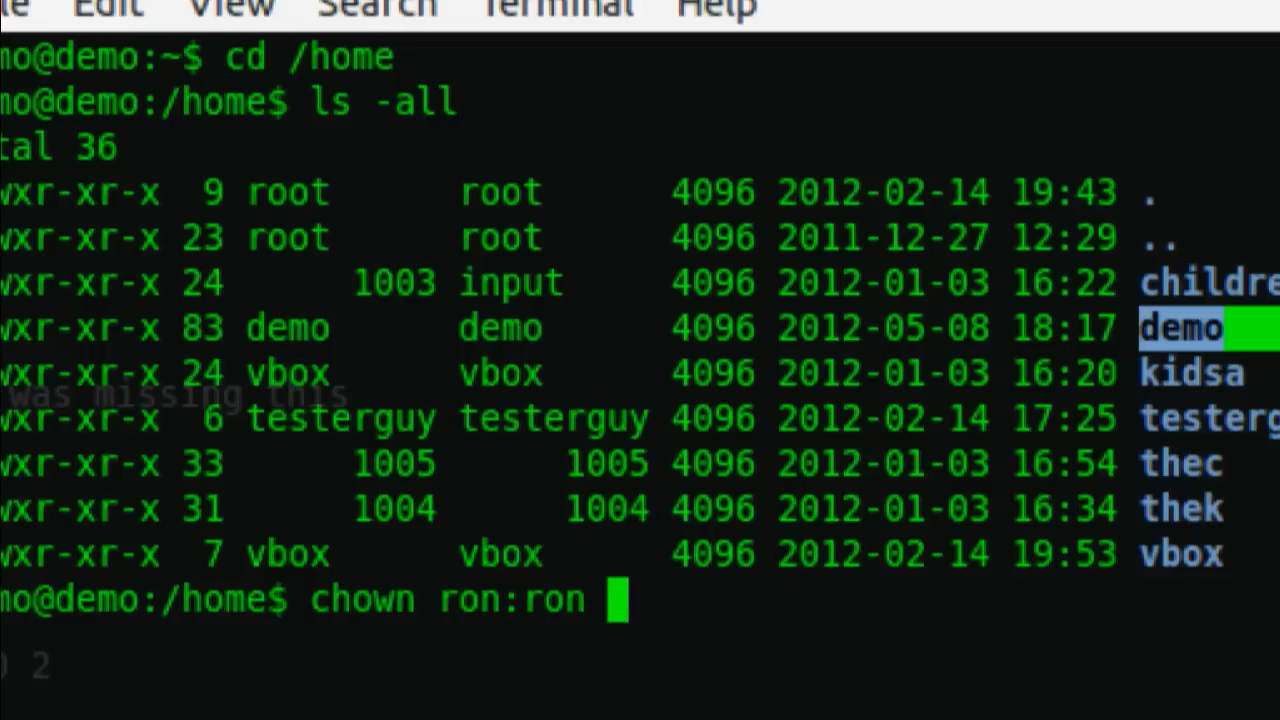 le Edit View Search Terminal Help
mo@demo:~$ cd /home
mo@demo:/home$ ls -all
tal 36
wxr-xr-x 9 root root 4096 2012-02-14 19:43 .
wxr-xr-x 23 root root 4096 2011-12-27 12:29 ..
wxr-xr-x 24 1003 input 4096 2012-01-03 16:22 childre
wxr-xr-x 83 demo demo 4096 2012-05-08 18:17 demo
wxr-xr-x 24 vbox vbox 4096 2012-01-03 16:20 kidsa
was missing this
wxr-xr-x 6 testerguy testerguy 4096 2012-02-14 17:25 testerg
wxr-xr-x 33 1005 1005 4096 2012-01-03 16:54 thec
wxr-xr-x 31 1004 1004 4096 2012-01-03 16:34 thek
wxr-xr-x 7 vbox vbox 4096 2012-02-14 19:53 vbox
mo@demo:/home$ chown ron:ron
2